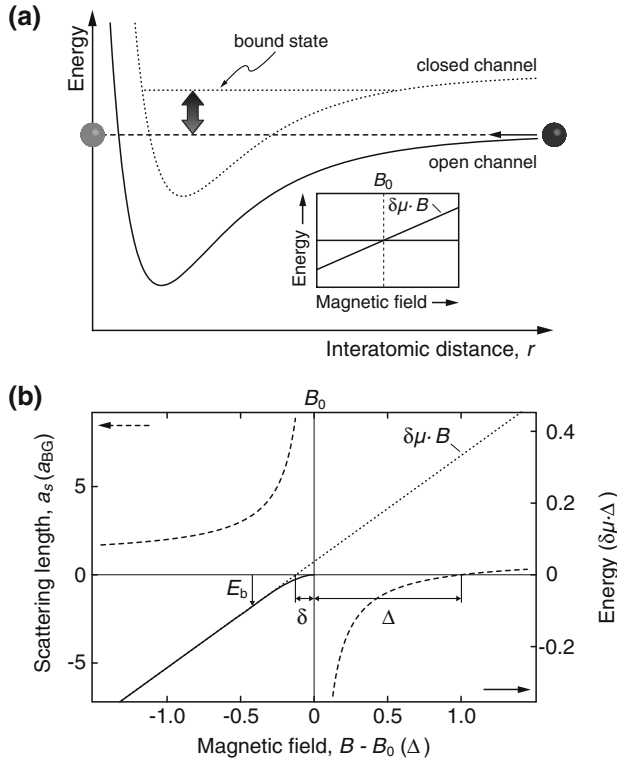 (a)
Energy
bound state
closed channel
open channel
B₀
δμ· B
Energy
Magnetic field
Interatomic distance, r
(b)
B₀
Scattering length, aₛ (a_BG)
5
0
-5
δμ· B
E_b
δ
Δ
0.4
0.2
0
-0.2
Energy (δμ·Δ)
-1.0 -0.5 0 0.5 1.0
Magnetic field, B - B₀ (Δ)